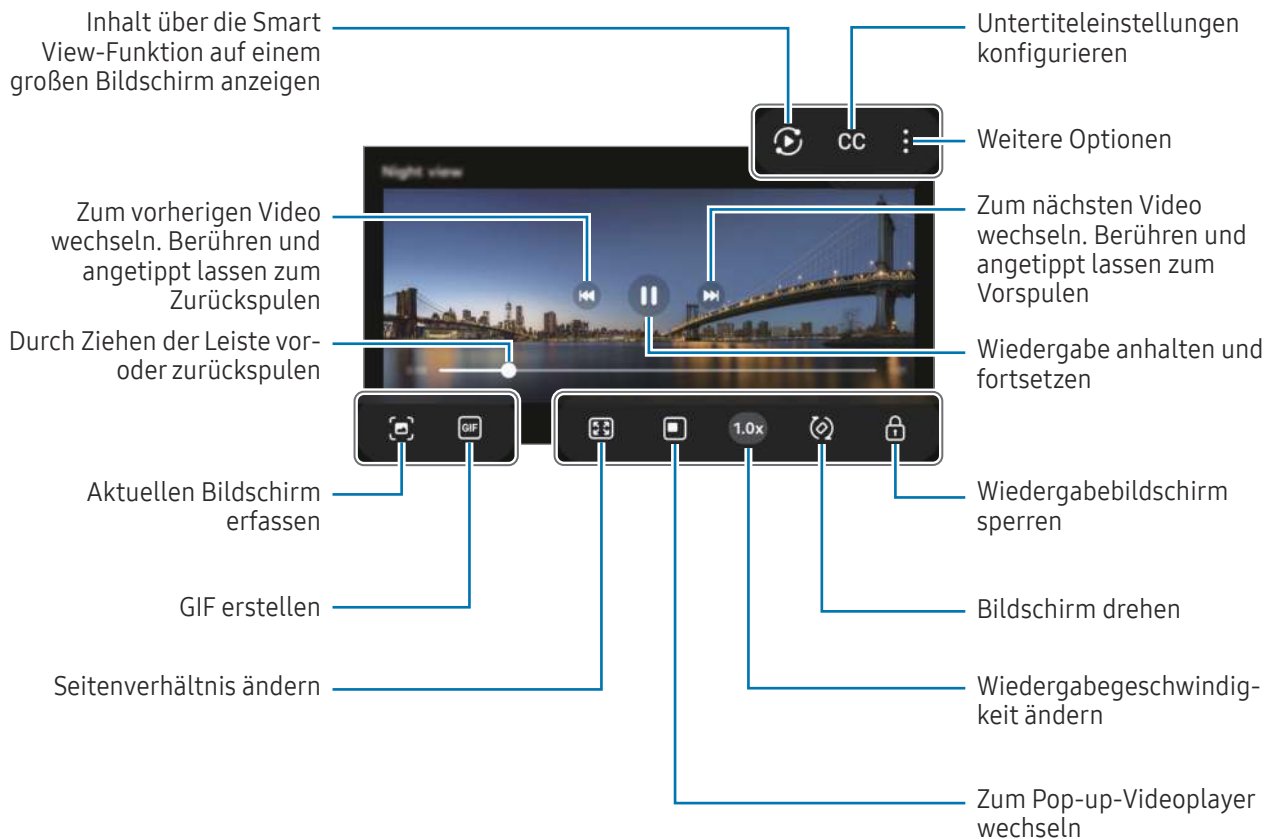 Inhalt über die Smart
View-Funktion auf einem
großen Bildschirm anzeigen
Untertiteleinstellungen
konfigurieren
CC
Weitere Optionen
Night view
Zum vorherigen Video
wechseln. Berühren und
angetippt lassen zum
Zurückspulen
Zum nächsten Video
wechseln. Berühren und
angetippt lassen zum
Vorspulen
Durch Ziehen der Leiste vor-
oder zurückspulen
Wiedergabe anhalten und
fortsetzen
GIF
1.0x
Aktuellen Bildschirm
erfassen
Wiedergabebildschirm
sperren
GIF erstellen
Bildschirm drehen
Seitenverhältnis ändern
Wiedergabegeschwindig-
keit ändern
Zum Pop-up-Videoplayer
wechseln